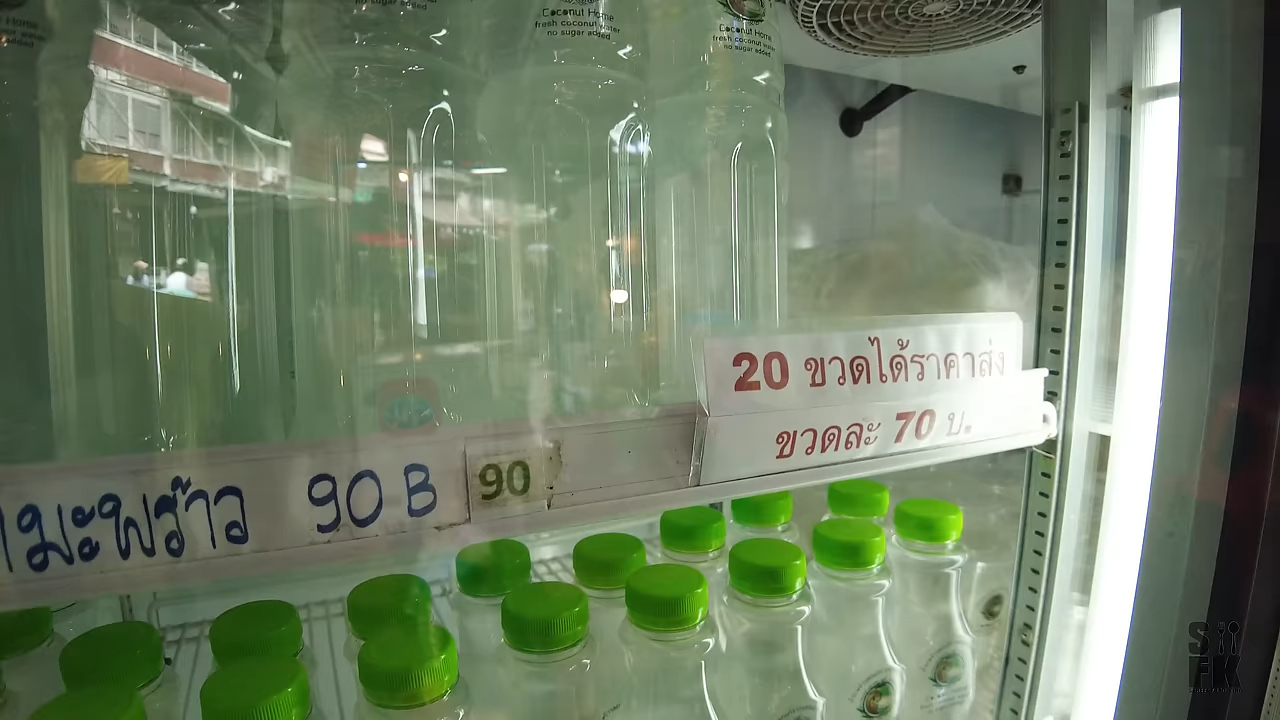 Coconut Home
fresh coconut water
no sugar added
Coconut Home
fresh coconut water
no sugar added
20 ขวดได้ราคาส่ง
ขวดละ 70 บ.
มะพร้าว 90 B
90
SFK